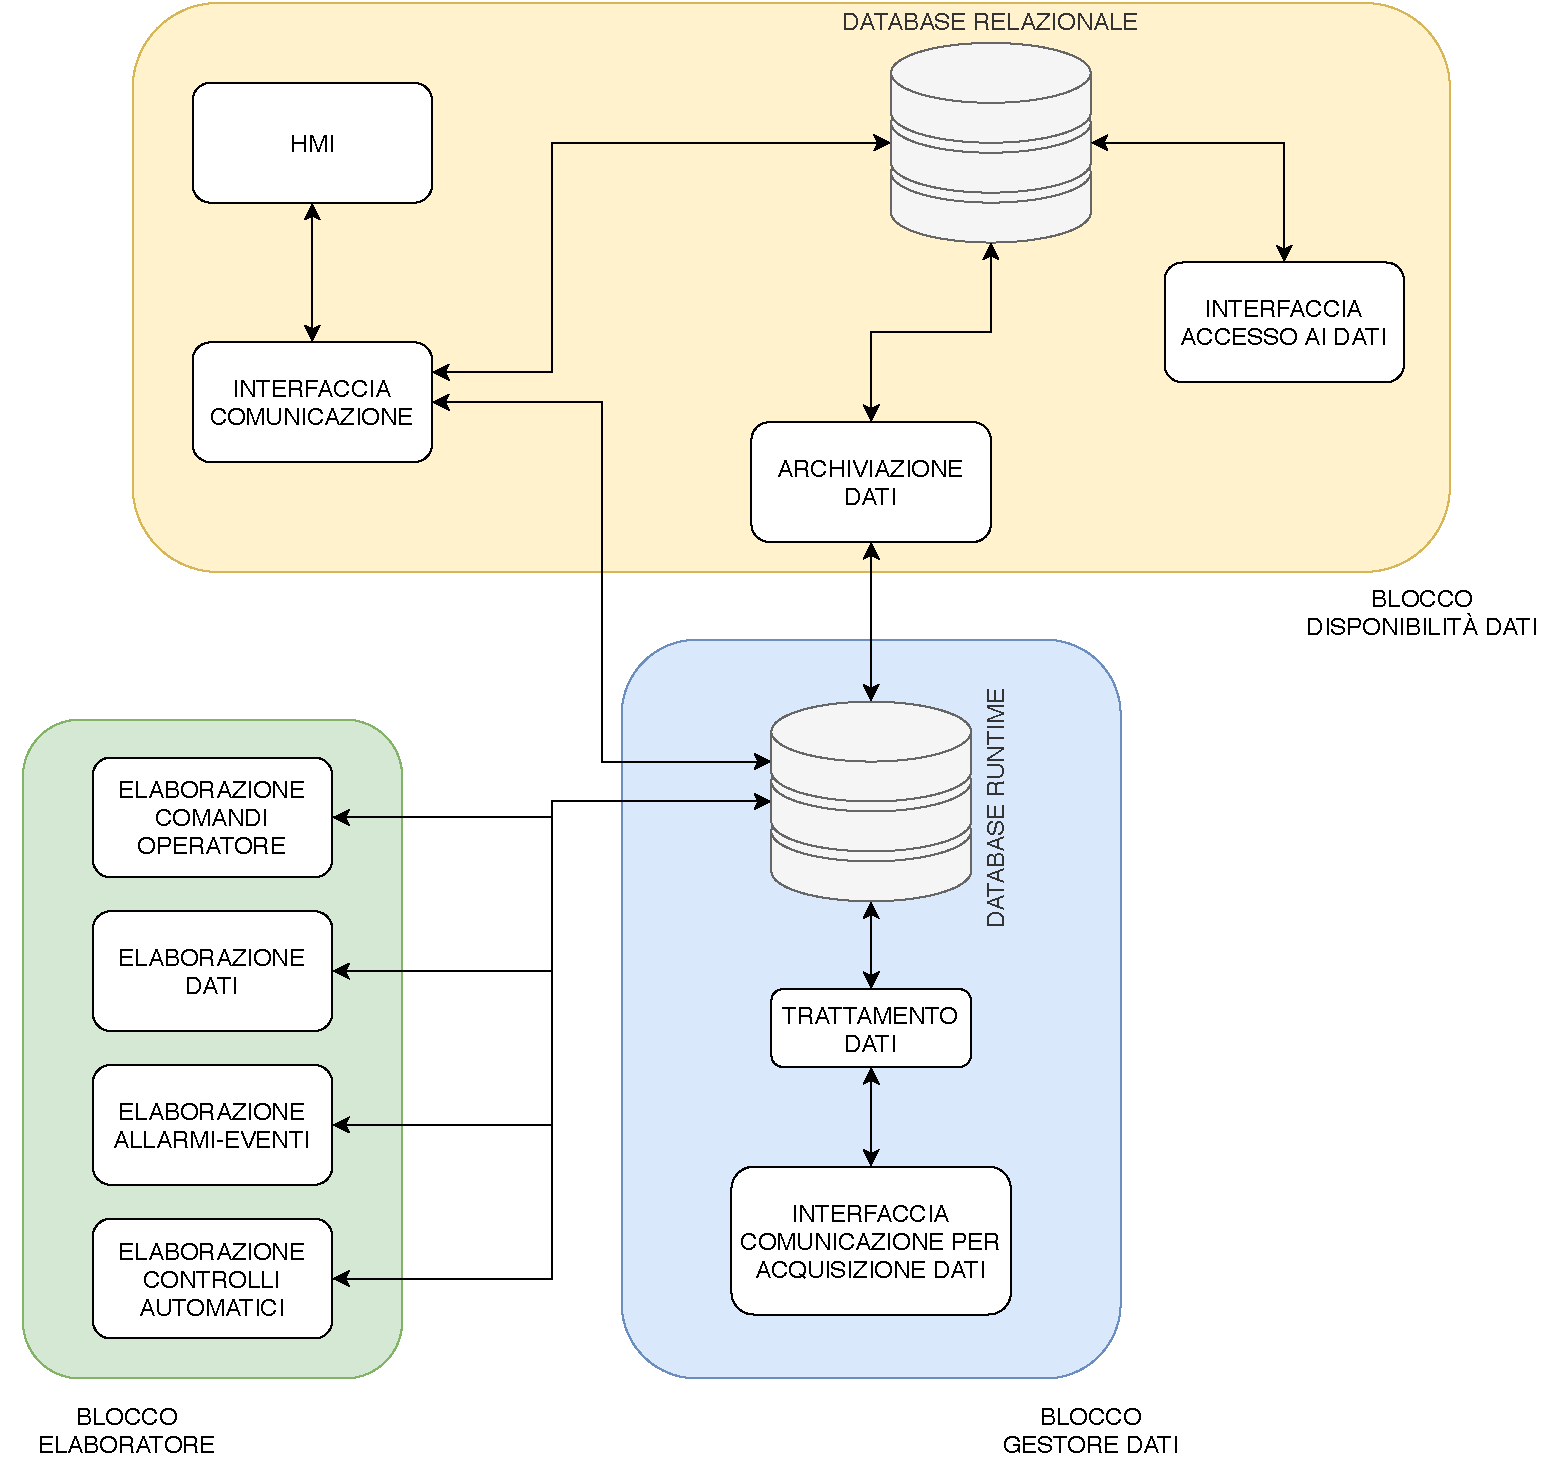 DATABASE RELAZIONALE
HMI
INTERFACCIA
ACCESSO AI DATI
INTERFACCIA
COMUNICAZIONE
ARCHIVIAZIONE
DATI
BLOCCO
DISPONIBILITÀ DATI
DATABASE RUNTIME
ELABORAZIONE
COMANDI
OPERATORE
ELABORAZIONE
DATI
TRATTAMENTO
DATI
ELABORAZIONE
ALLARMI-EVENTI
INTERFACCIA
COMUNICAZIONE PER
ACQUISIZIONE DATI
ELABORAZIONE
CONTROLLI
AUTOMATICI
BLOCCO
ELABORATORE
BLOCCO
GESTORE DATI